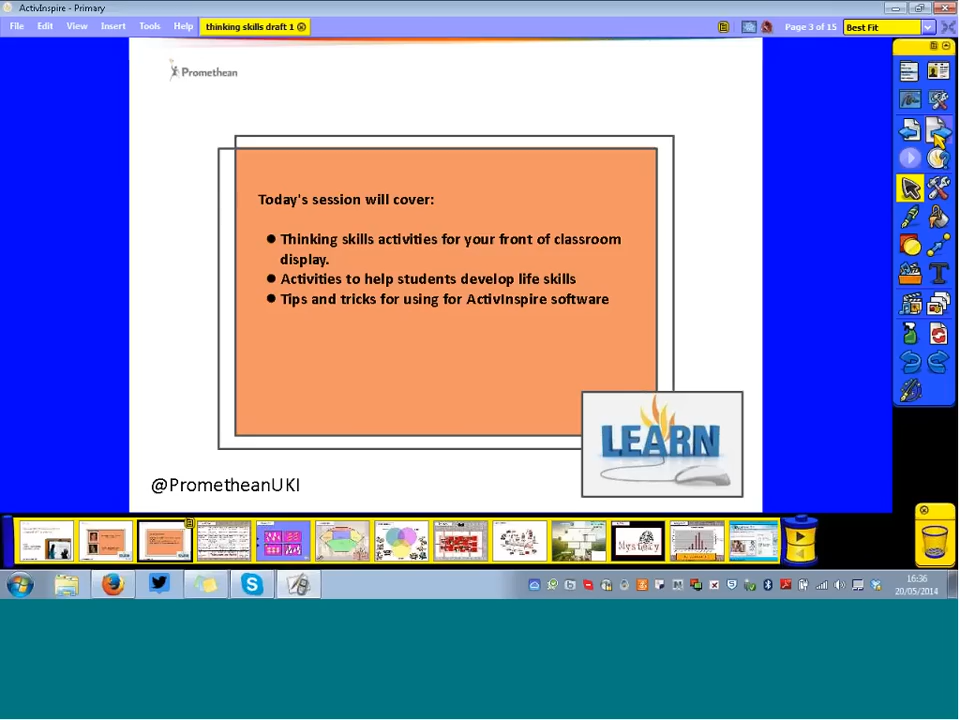 ActivInspire - Primary
File Edit View Insert Tools Help thinking skills draft 1 Page 3 of 15 Best Fit
Promethean
Today's session will cover:
● Thinking skills activities for your front of classroom
display.
● Activities to help students develop life skills
● Tips and tricks for using for ActivInspire software
LEARN
@PrometheanUKI
Mystery
16:36
20/05/2014